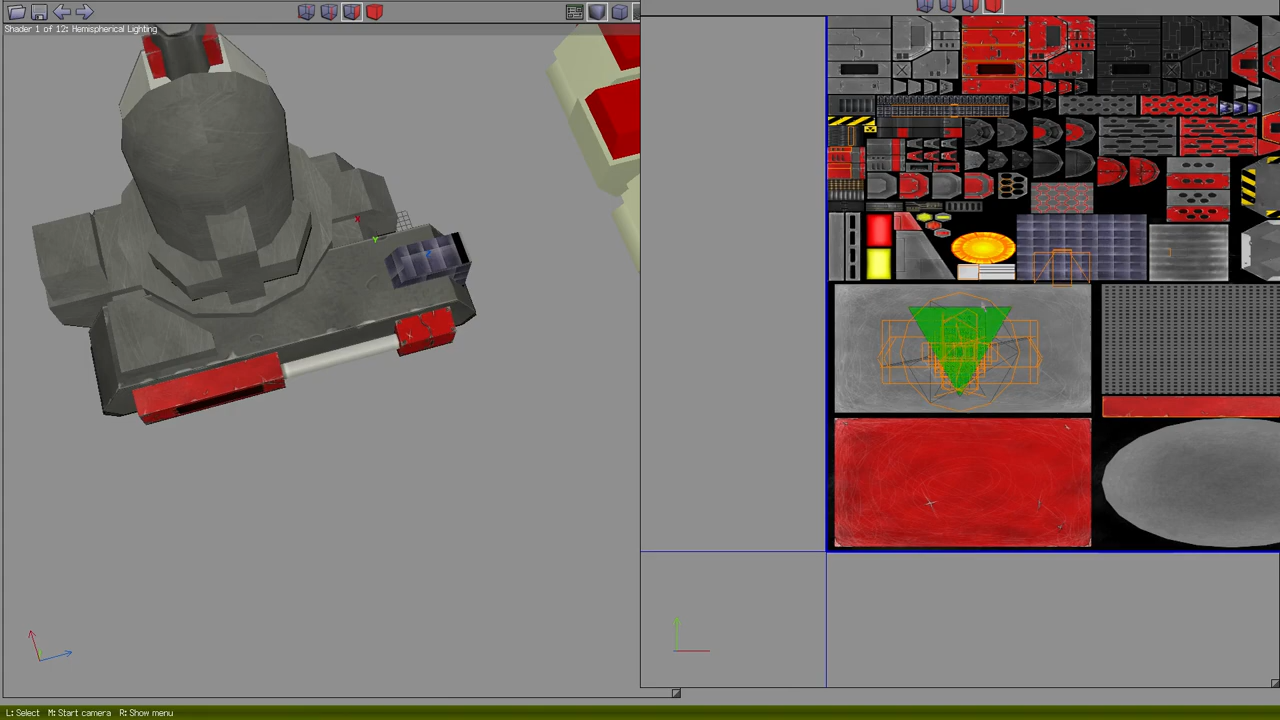 Shader 1 of 12: Hemispherical Lighting
X
Y
L: Select M: Start camera R: Show menu